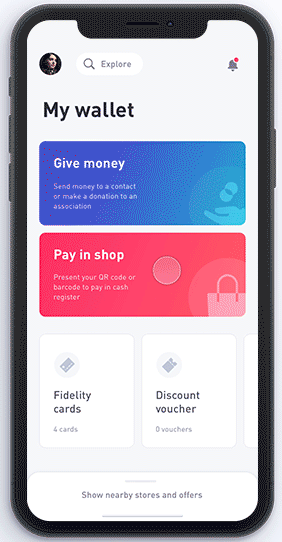 Explore
My wallet
Give money
Send money to a contact
or make a donation to an
association
Pay in shop
Present your QR code or
barcode to pay in cash
register
Fidelity
cards
4 cards
Discount
voucher
0 vouchers
Show nearby stores and offers